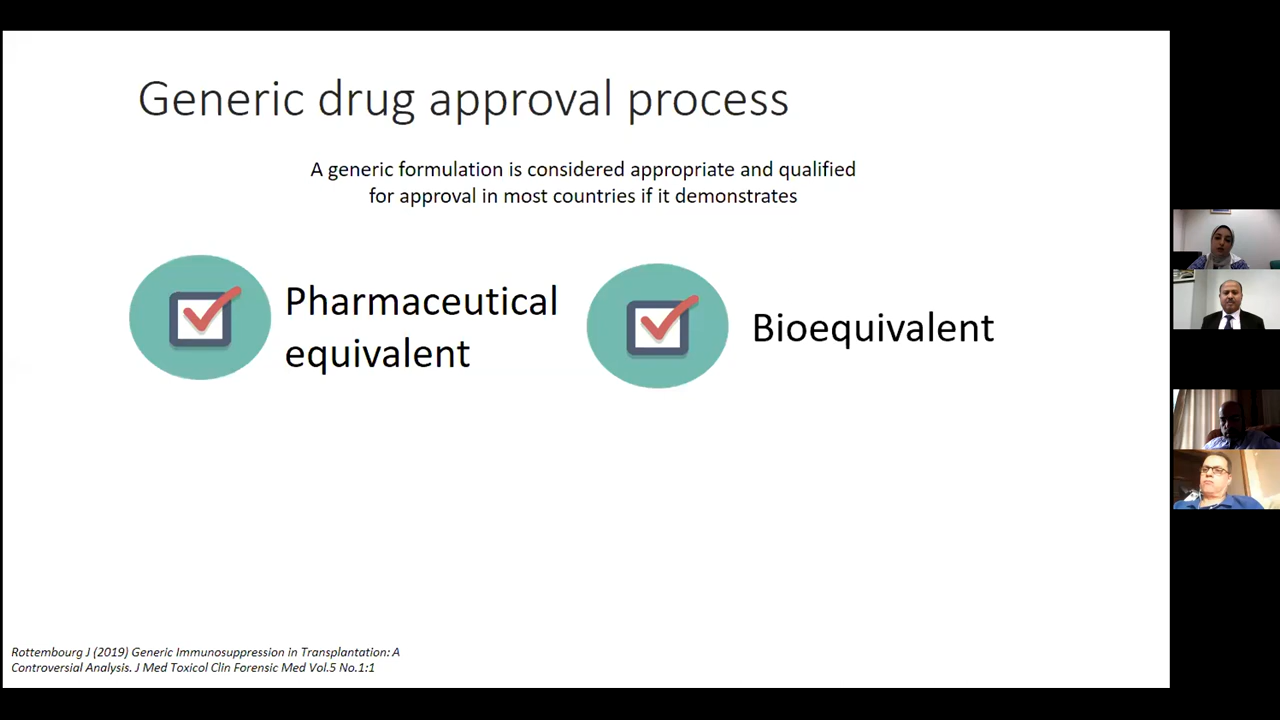 Generic drug approval process
A generic formulation is considered appropriate and qualified
for approval in most countries if it demonstrates
Pharmaceutical
equivalent
Bioequivalent
Rottembourg J (2019) Generic Immunosuppression in Transplantation: A
Controversial Analysis. J Med Toxicol Clin Forensic Med Vol.5 No.1:1